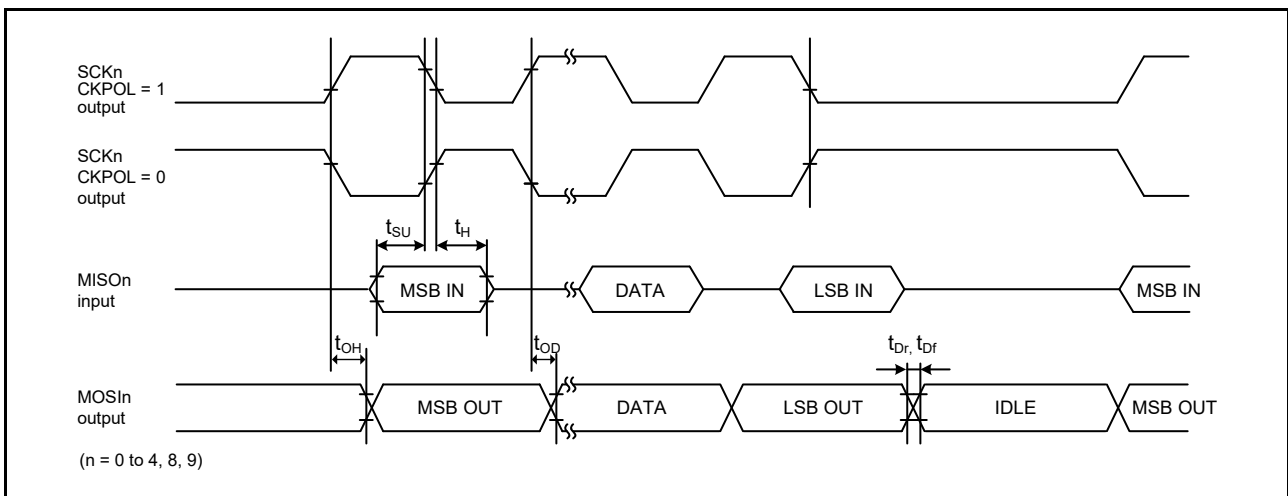 SCKn
CKPOL = 1
output
SCKn
CKPOL = 0
output
tSU
tH
MISOn
input
MSB IN
DATA
LSB IN
MSB IN
tOH
tOD
tDr, tDf
MOSIn
output
MSB OUT
DATA
LSB OUT
IDLE
MSB OUT
(n = 0 to 4, 8, 9)